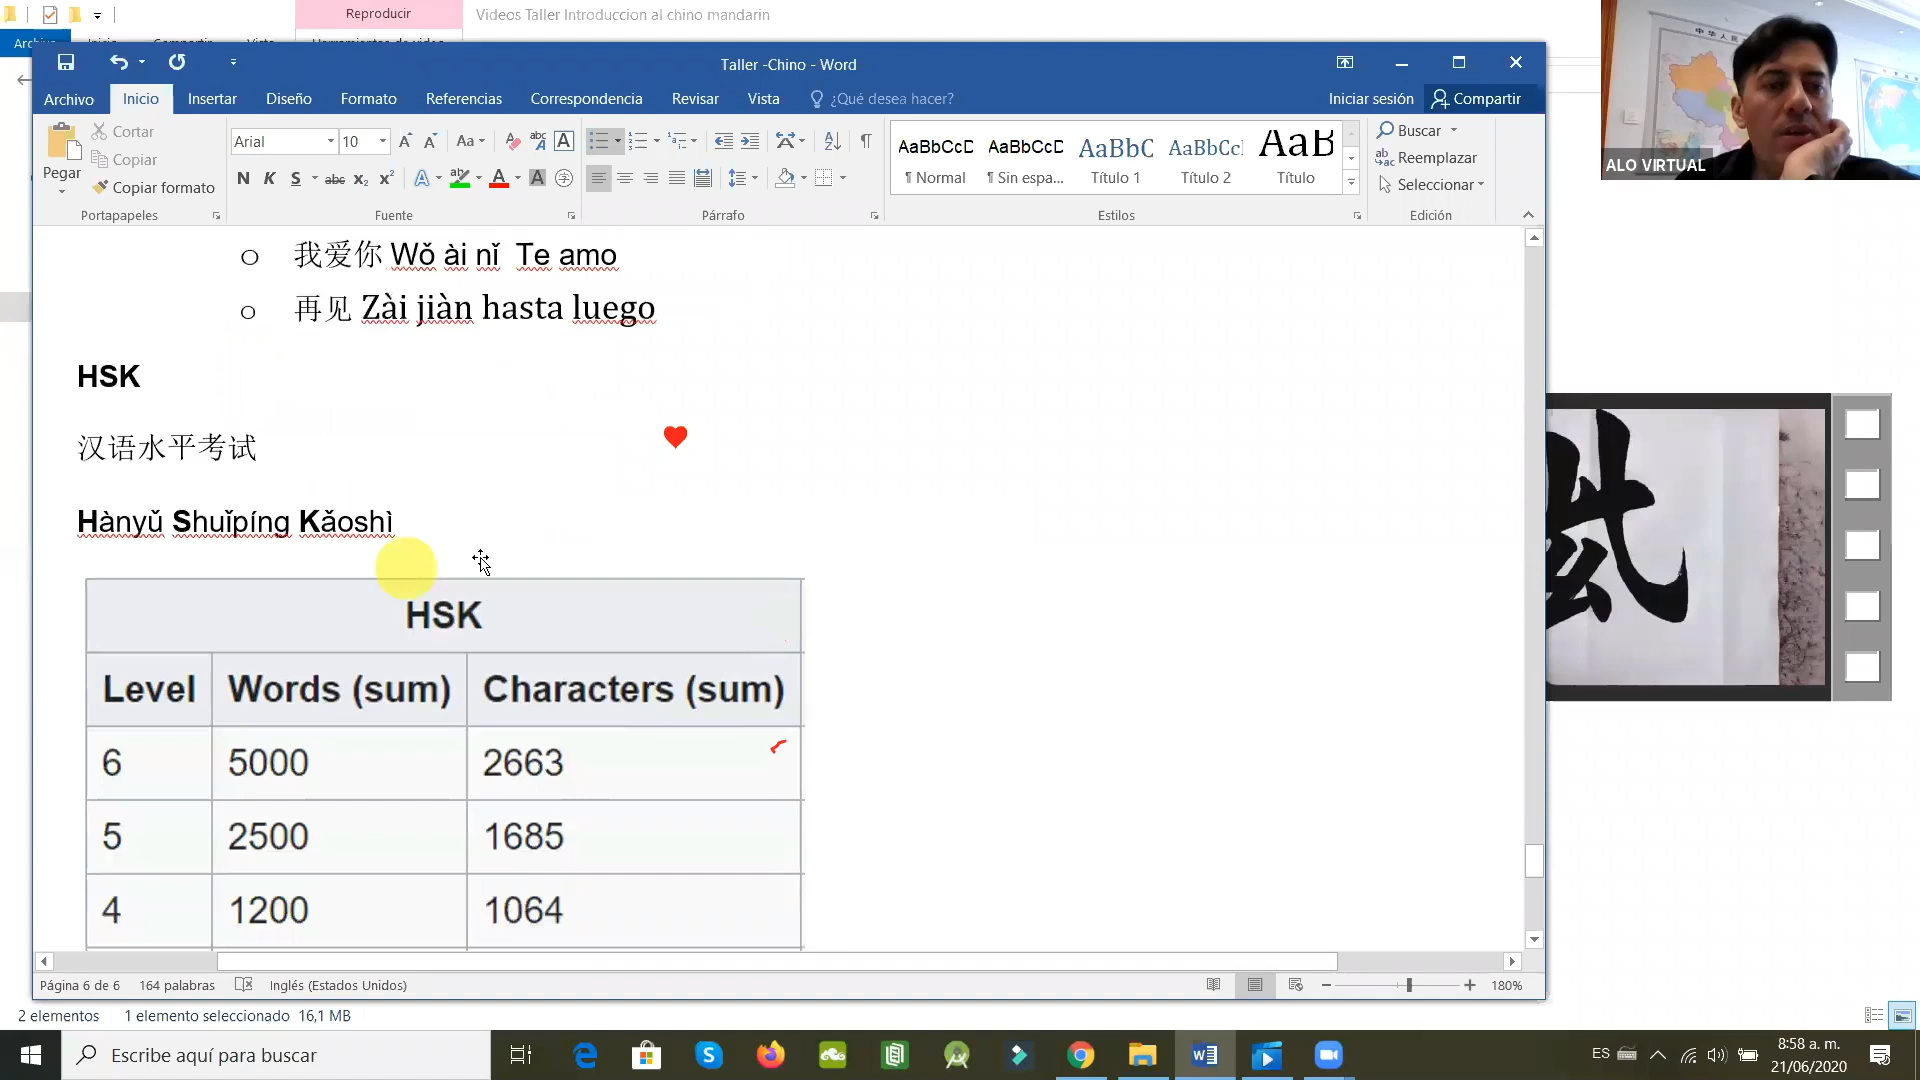 Reproducir
Videos Taller Introduccion al chino mandarin
Taller -Chino - Word
Archivo Inicio Insertar Diseño Formato Referencias Correspondencia Revisar Vista ¿Qué desea hacer? Iniciar sesión Compartir
Pegar
Cortar
Copiar
Copiar formato
Portapapeles
Arial 10
N K S abc x₂ x²
Fuente
Párrafo
AaBbCcD AaBbCcD AaBbC AaBbCc AaB
¶ Normal ¶ Sin espa... Título 1 Título 2 Título
Estilos
Buscar
Reemplazar
Seleccionar
Edición
ALO VIRTUAL
o 我爱你 Wǒ ài nǐ Te amo
o 再见 Zài jiàn hasta luego
HSK
汉语水平考试
Hànyǔ Shuǐpíng Kǎoshì
HSK
Level Words (sum) Characters (sum)
6 5000 2663
5 2500 1685
4 1200 1064
Página 6 de 6 164 palabras Inglés (Estados Unidos) 180%
2 elementos 1 elemento seleccionado 16,1 MB
Escribe aquí para buscar
ES
8:58 a. m.
21/06/2020